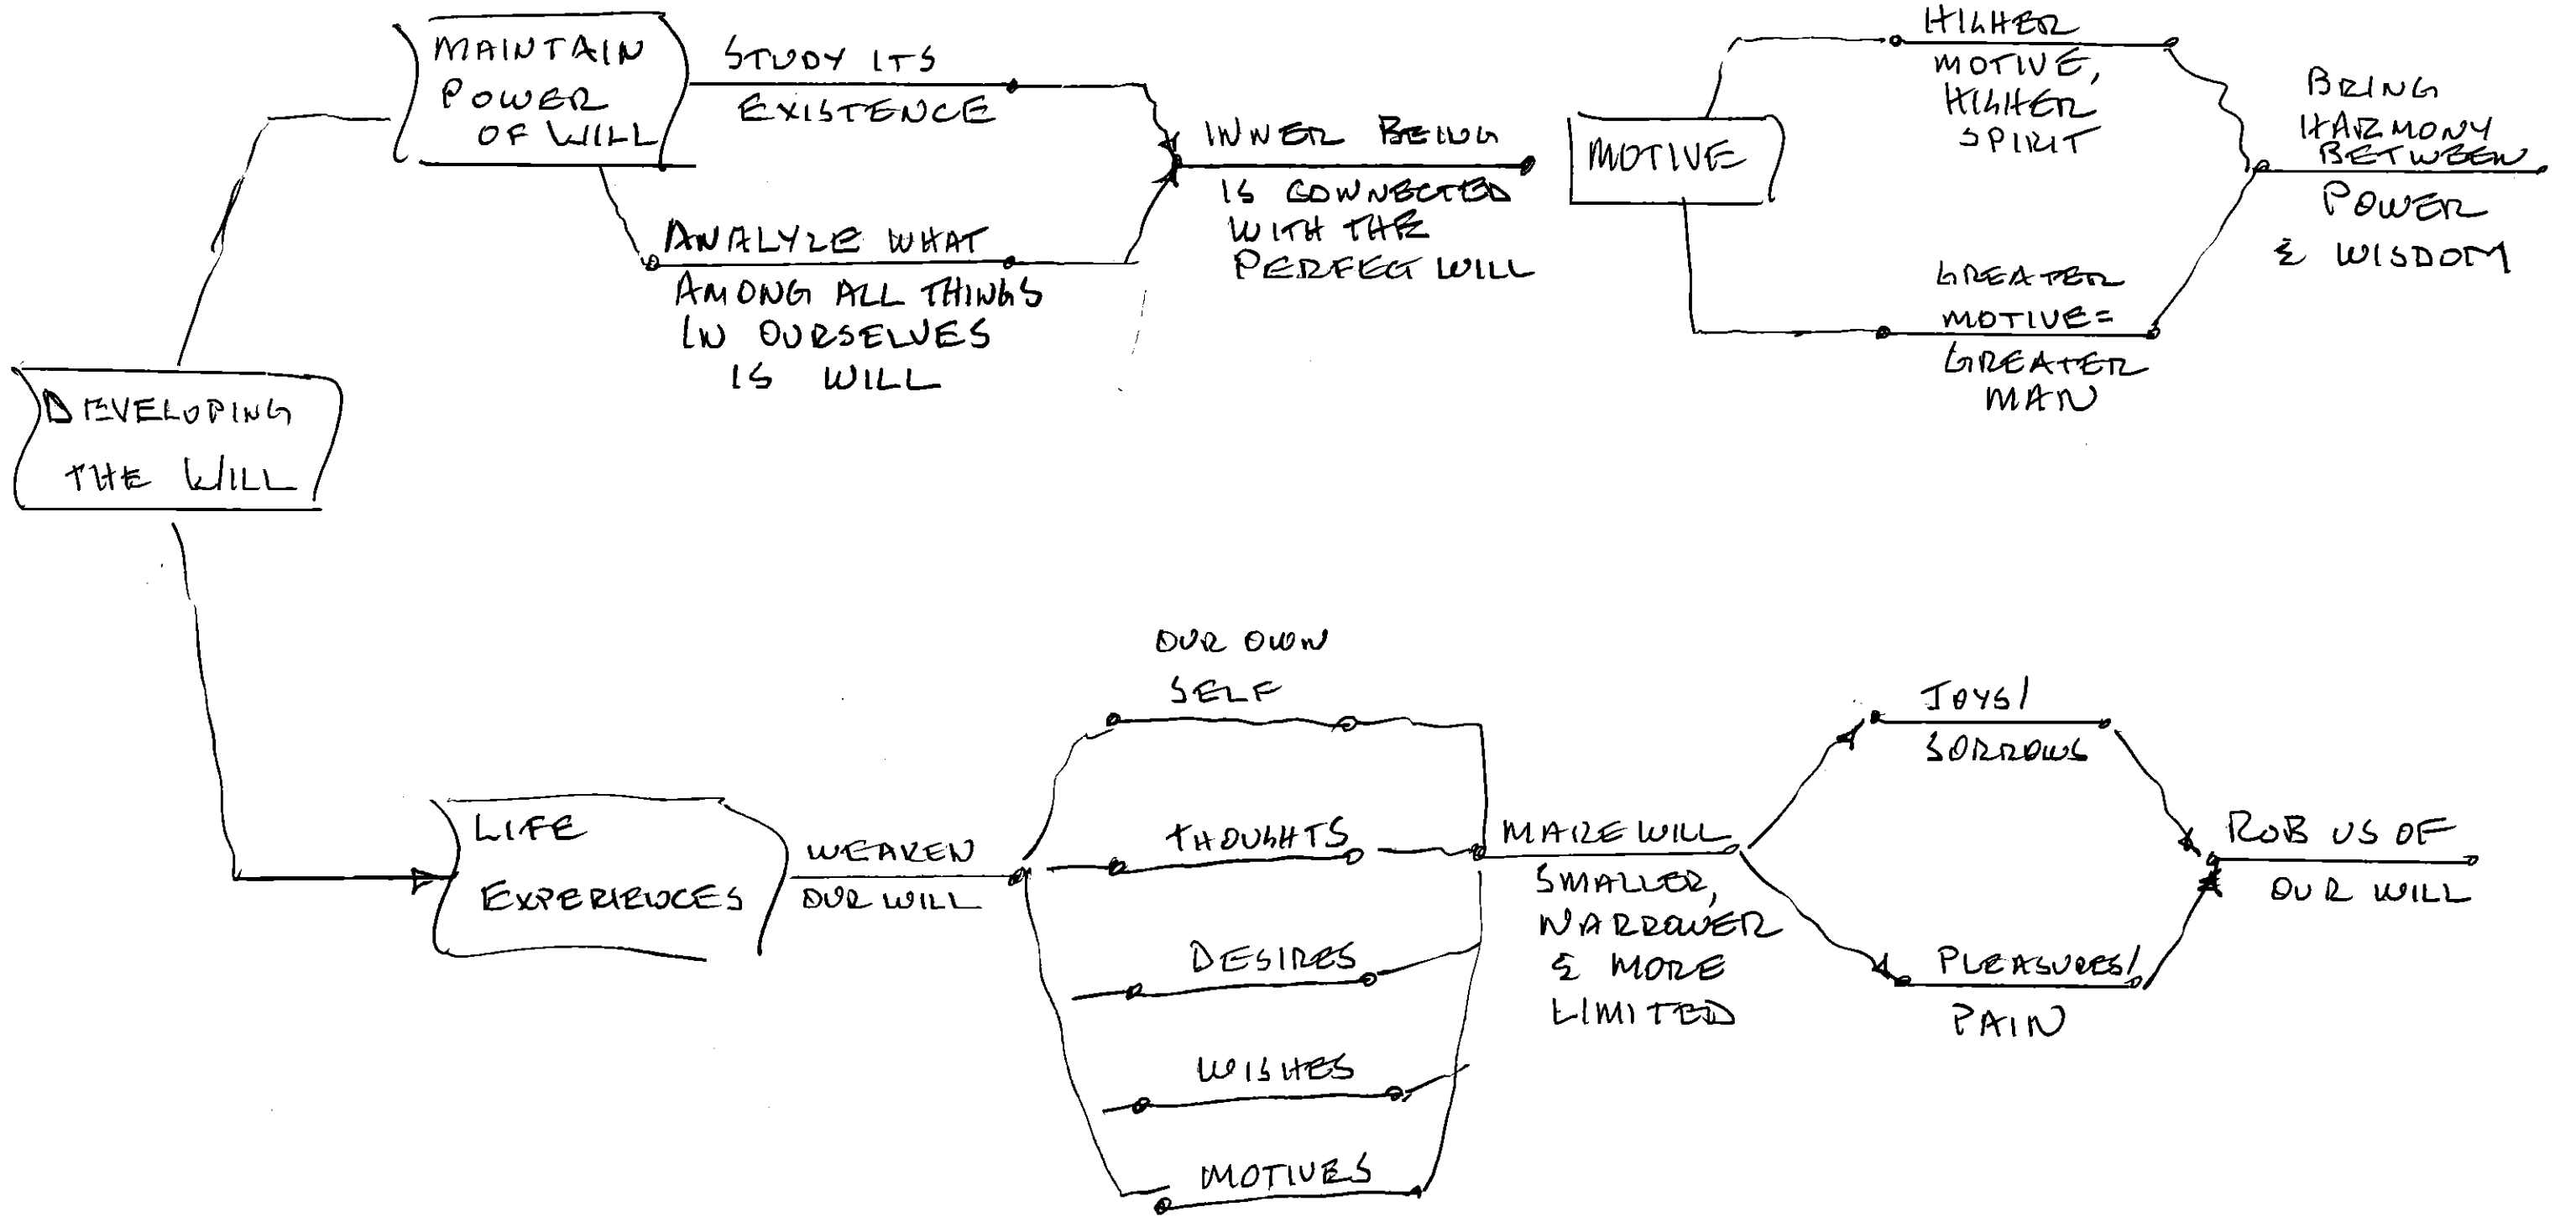 MAINTAIN
POWER
OF WILL
STUDY ITS
EXISTENCE
ANALYZE WHAT
AMONG ALL THINGS
IN OURSELVES
IS WILL
INNER BEING
IS CONNECTED
WITH THE
PERFECT WILL
MOTIVE
HIGHER
MOTIVE,
HIGHER
SPIRIT
GREATER
MOTIVE =
GREATER
MAN
BRING
HARMONY
BETWEEN
POWER
& WISDOM
DEVELOPING
THE WILL
LIFE
EXPERIENCES
WEAKEN
OUR WILL
OUR OWN
SELF
THOUGHTS
DESIRES
WISHES
MOTIVES
MAKE WILL
SMALLER,
NARROWER
& MORE
LIMITED
JOYS/
SORROWS
PLEASURES/
PAIN
ROB US OF
OUR WILL